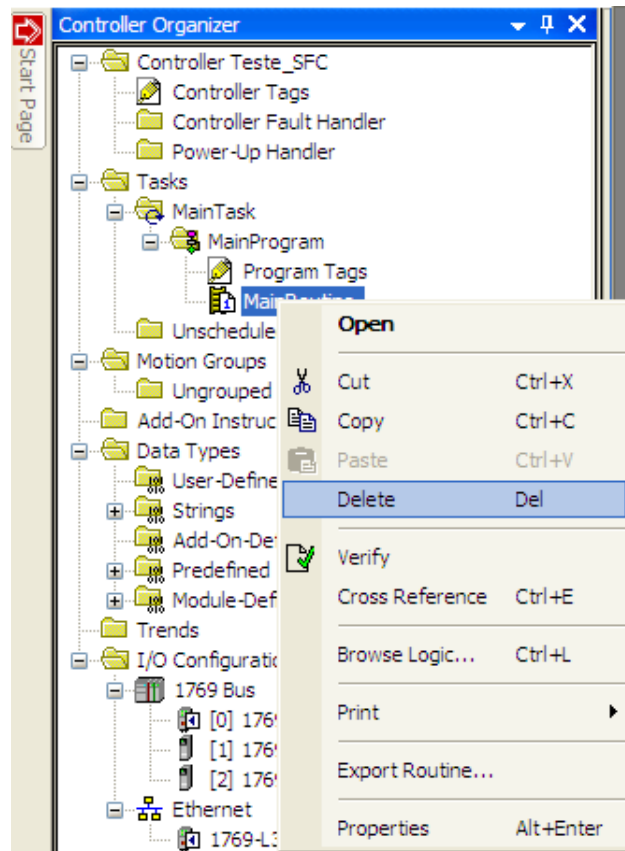 Controller Organizer
Start Page
Controller Teste_SFC
Controller Tags
Controller Fault Handler
Power-Up Handler
Tasks
MainTask
MainProgram
Program Tags
MainRoutine
Unschedule
Motion Groups
Ungrouped
Add-On Instruc
Data Types
User-Define
Strings
Add-On-De
Predefined
Module-Def
Trends
I/O Configuratio
1769 Bus
[0] 176
[1] 176
[2] 176
Ethernet
1769-L3
Open
Cut Ctrl+X
Copy Ctrl+C
Paste Ctrl+V
Delete Del
Verify
Cross Reference Ctrl+E
Browse Logic... Ctrl+L
Print
Export Routine...
Properties Alt+Enter